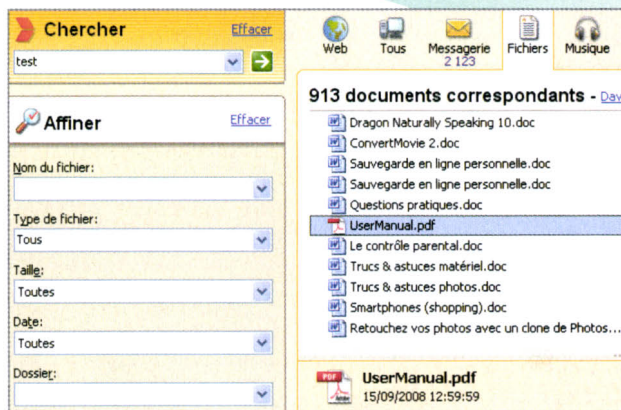 Chercher
Effacer
test
Affiner
Effacer
Nom du fichier:
Type de fichier:
Tous
Taille:
Toutes
Date:
Toutes
Dossier:
Web
Tous
Messagerie
2 123
Fichiers
Musique
913 documents correspondants - Dav
Dragon Naturally Speaking 10.doc
ConvertMovie 2.doc
Sauvegarde en ligne personnelle.doc
Sauvegarde en ligne personnelle.doc
Questions pratiques.doc
UserManual.pdf
Le contrôle parental.doc
Trucs & astuces matériel.doc
Trucs & astuces photos.doc
Smartphones (shopping).doc
Retouchez vos photos avec un clone de Photos...
PDF
Adobe
UserManual.pdf
15/09/2008 12:59:59